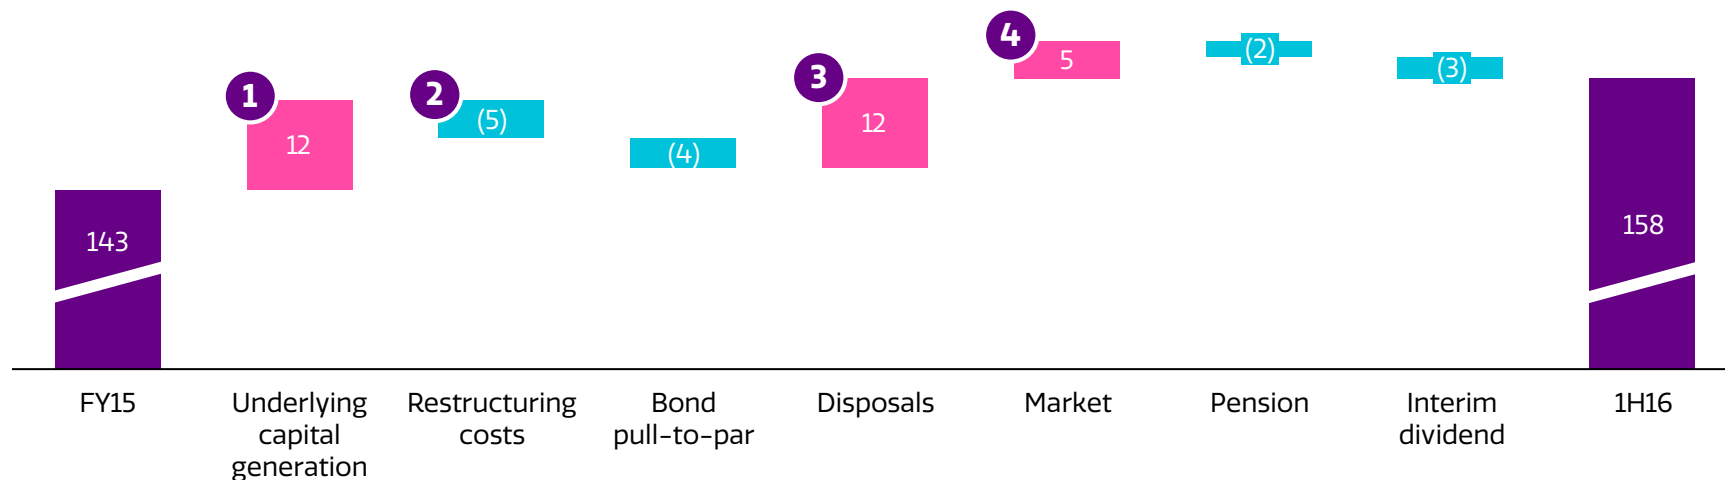 4
5
(2)
(3)
3
12
1
12
2
(5)
(4)
143
158
FY15
Underlying
capital
generation
Restructuring
costs
Bond
pull-to-par
Disposals
Market
Pension
Interim
dividend
1H16